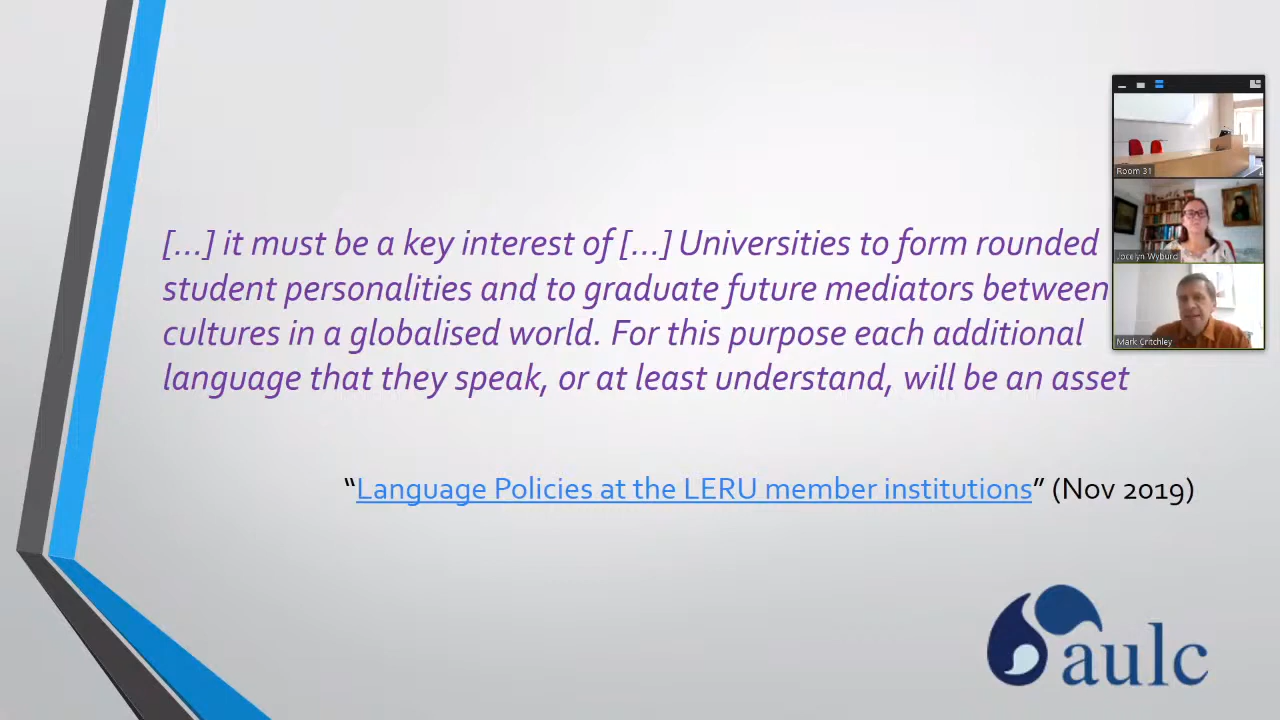 […] it must be a key interest of […] Universities to form rounded
student personalities and to graduate future mediators between
cultures in a globalised world. For this purpose each additional
language that they speak, or at least understand, will be an asset
“Language Policies at the LERU member institutions” (Nov 2019)
Room 31
Jocelyn Wyburd
Mark Critchley
aulc